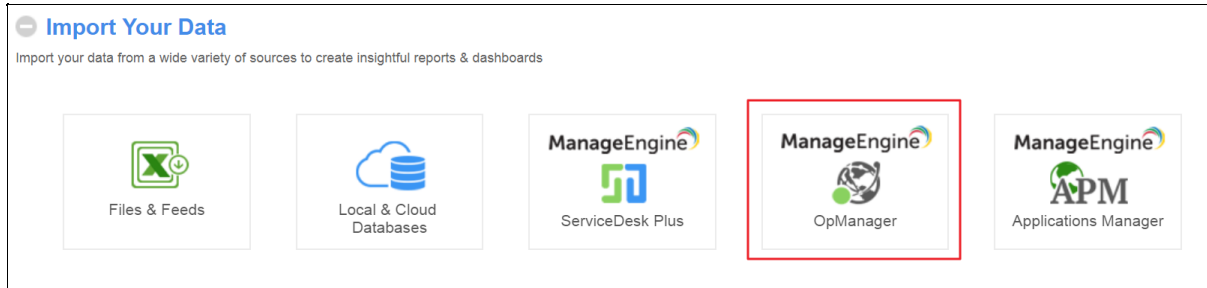 Import Your Data
Import your data from a wide variety of sources to create insightful reports & dashboards
Files & Feeds
Local & Cloud
Databases
ManageEngine
ServiceDesk Plus
ManageEngine
OpManager
ManageEngine
APM
Applications Manager